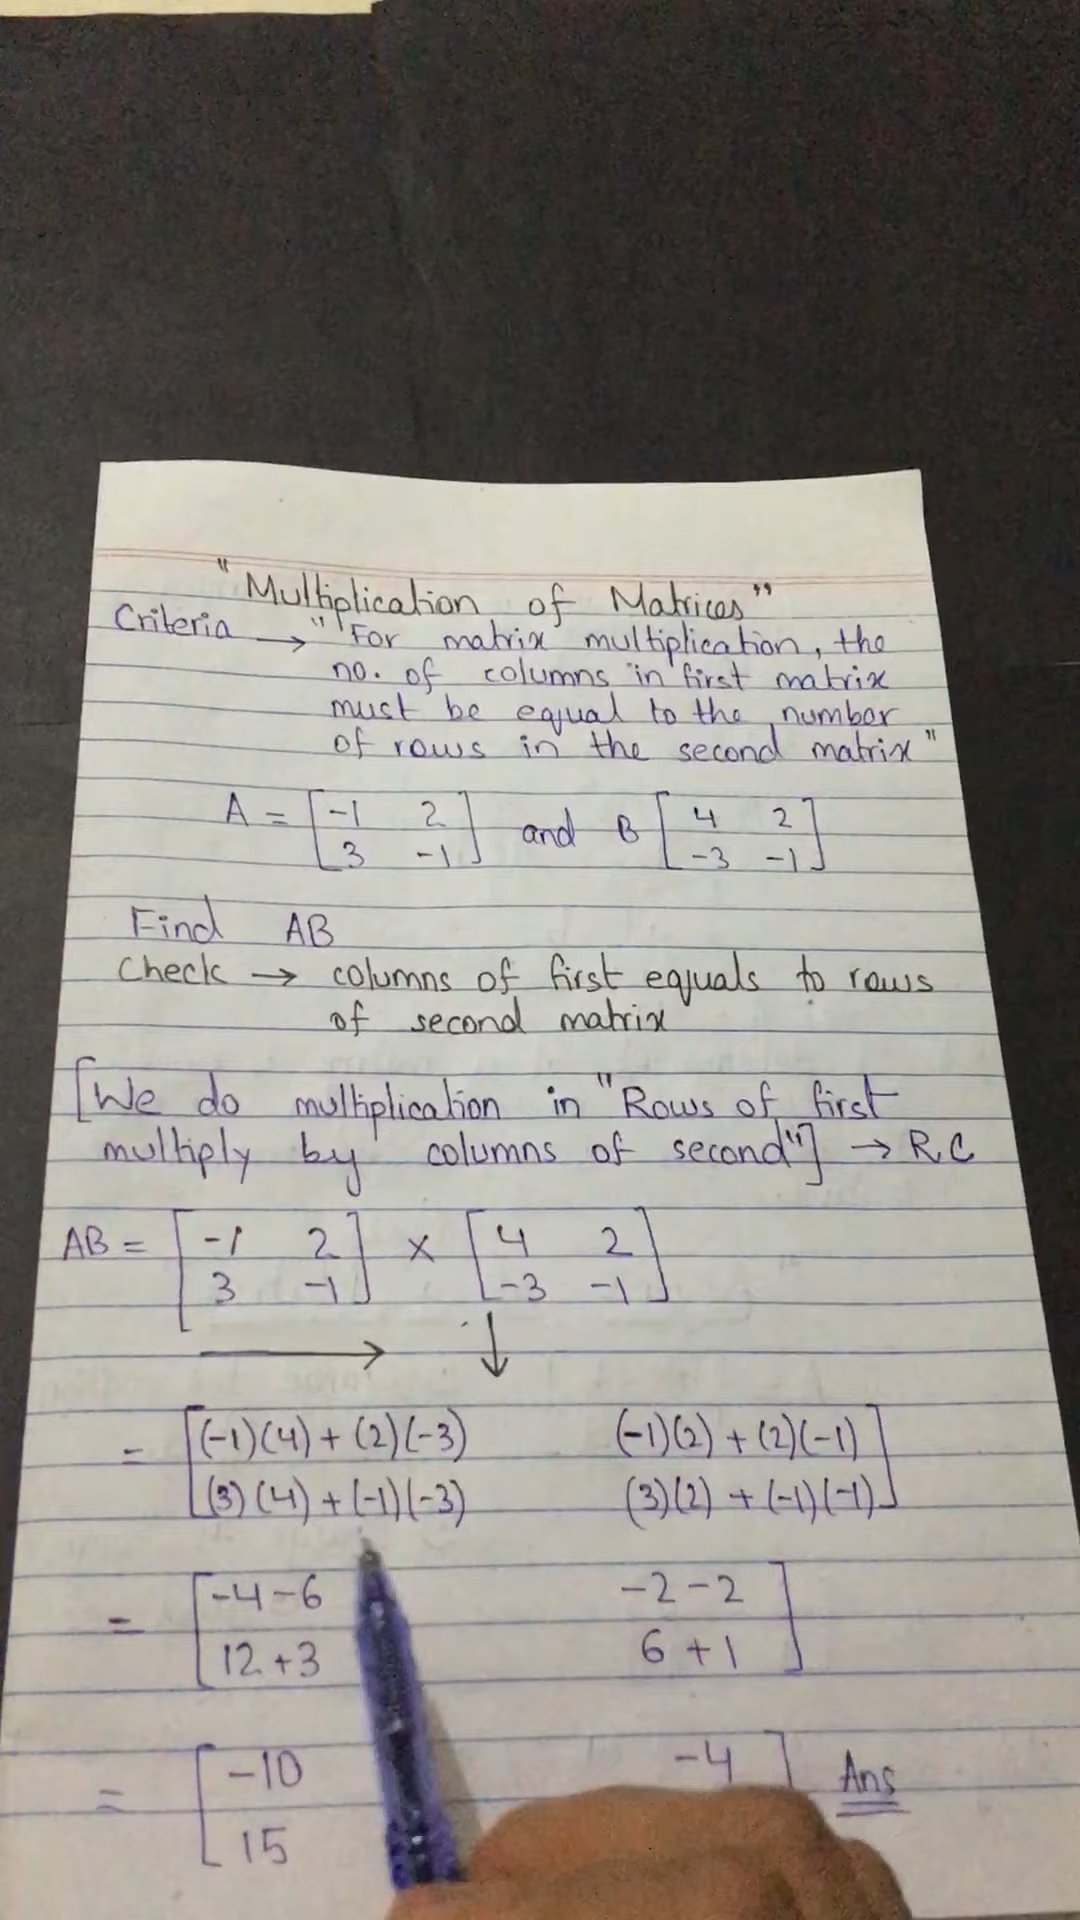 "Multiplication of Matrices"
Criteria → "For matrix multiplication, the
no. of columns in first matrix
must be equal to the number
of rows in the second matrix"
A = [-1 2] and B [4 2]
[3 -1] [-3 -1]
Find AB
Check → columns of first equals to rows
of second matrix
[We do multiplication in "Rows of first
multiply by columns of second"] → RC
AB = [-1 2] × [4 2]
[3 -1] [-3 -1]
→ ↓
= [(-1)(4) + (2)(-3) (-1)(2) + (2)(-1)]
[(3)(4) + (-1)(-3) (3)(2) + (-1)(-1)]
= [-4-6 -2-2]
[12+3 6+1]
= [-10 -4] Ans
[15